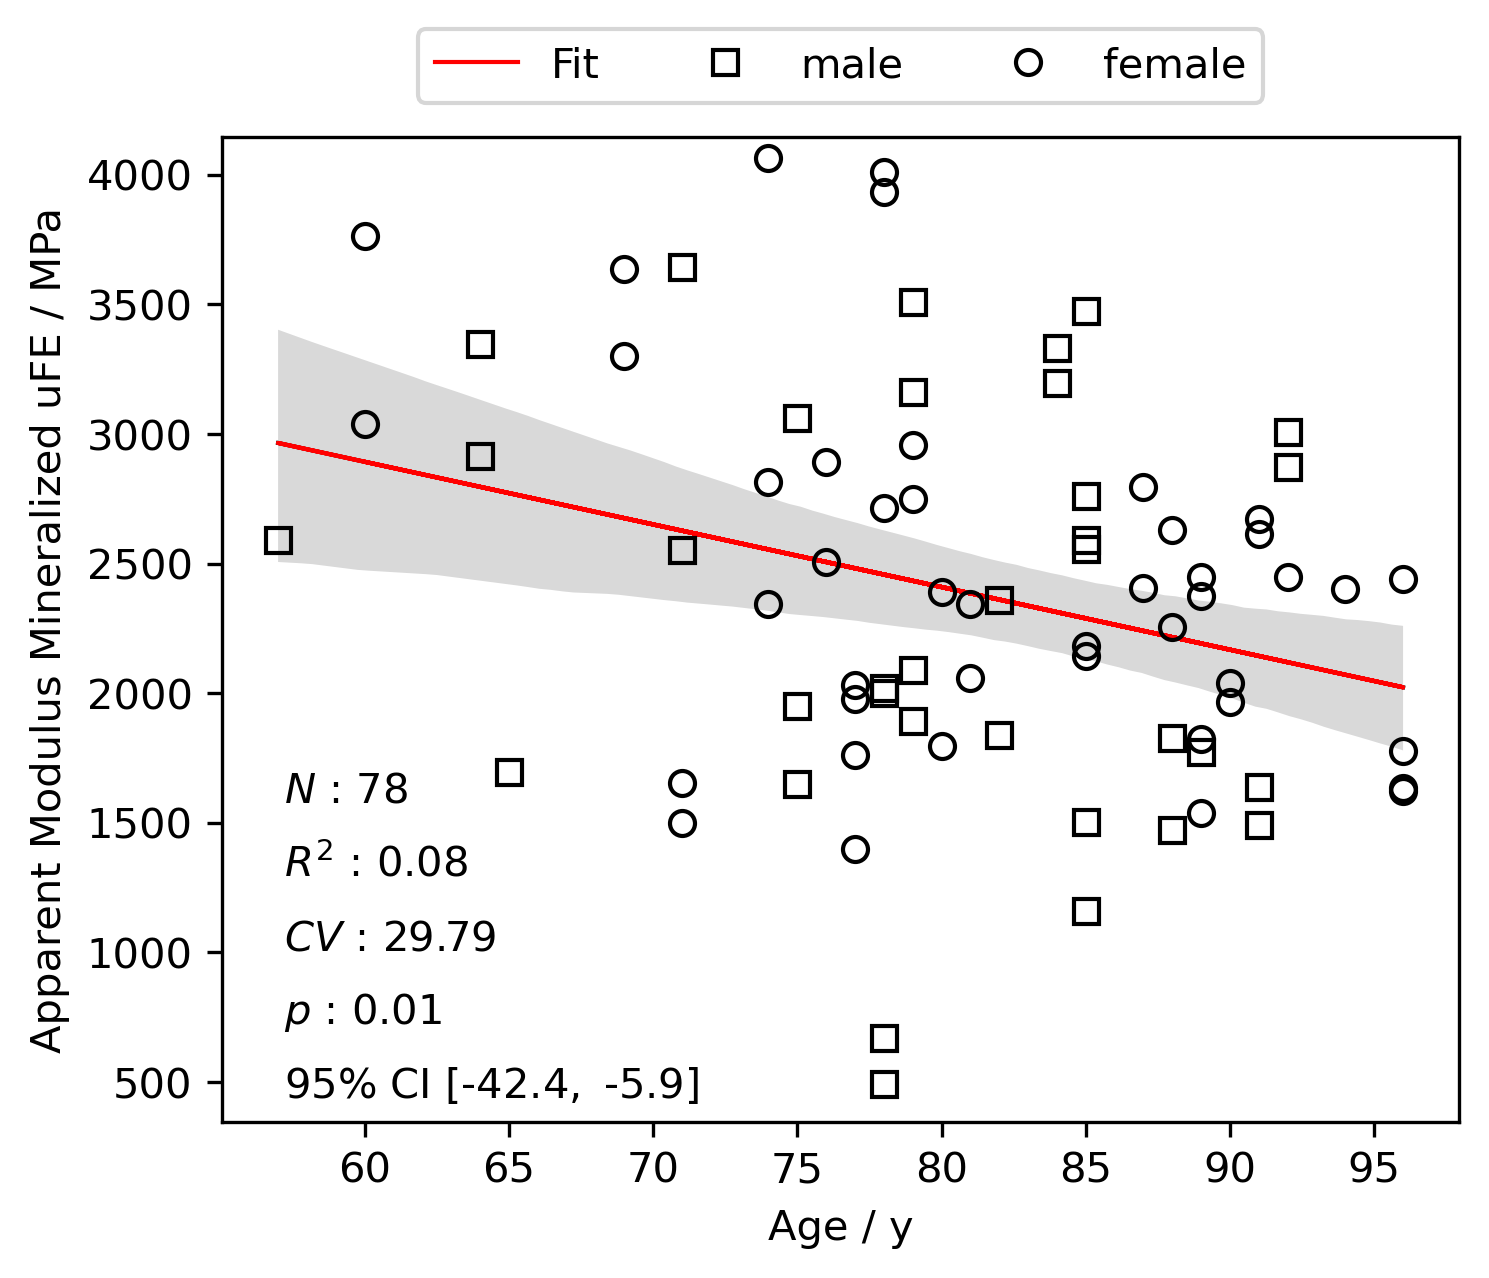 Fit male female
Apparent Modulus Mineralized uFE / MPa
4000
3500
3000
2500
2000
1500
1000
500
N : 78
R² : 0.08
CV : 29.79
p : 0.01
95% CI [-42.4, -5.9]
60 65 70 75 80 85 90 95
Age / y